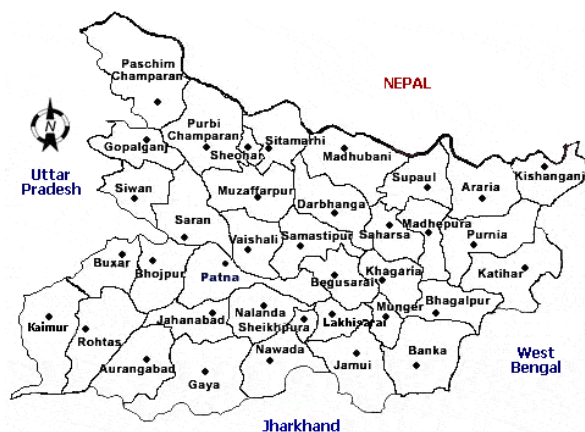 Paschim
Champaran
NEPAL
N
Purbi
Champaran
Gopalganj
Sheohar
Sitamarhi
Madhubani
Kishanganj
Uttar
Pradesh
Siwan
Muzaffarpur
Supaul
Araria
Darbhanga
Saran
Saharsa
Madhepura
Vaishali
Samastipur
Purnia
Buxar
Bhojpur
Patna
Begusarai
Khagaria
Katihar
Kaimur
Rohtas
Jahanabad
Nalanda
Sheikhpura
Lakhisarai
Munger
Bhagalpur
Aurangabad
Gaya
Nawada
Jamui
Banka
West
Bengal
Jharkhand